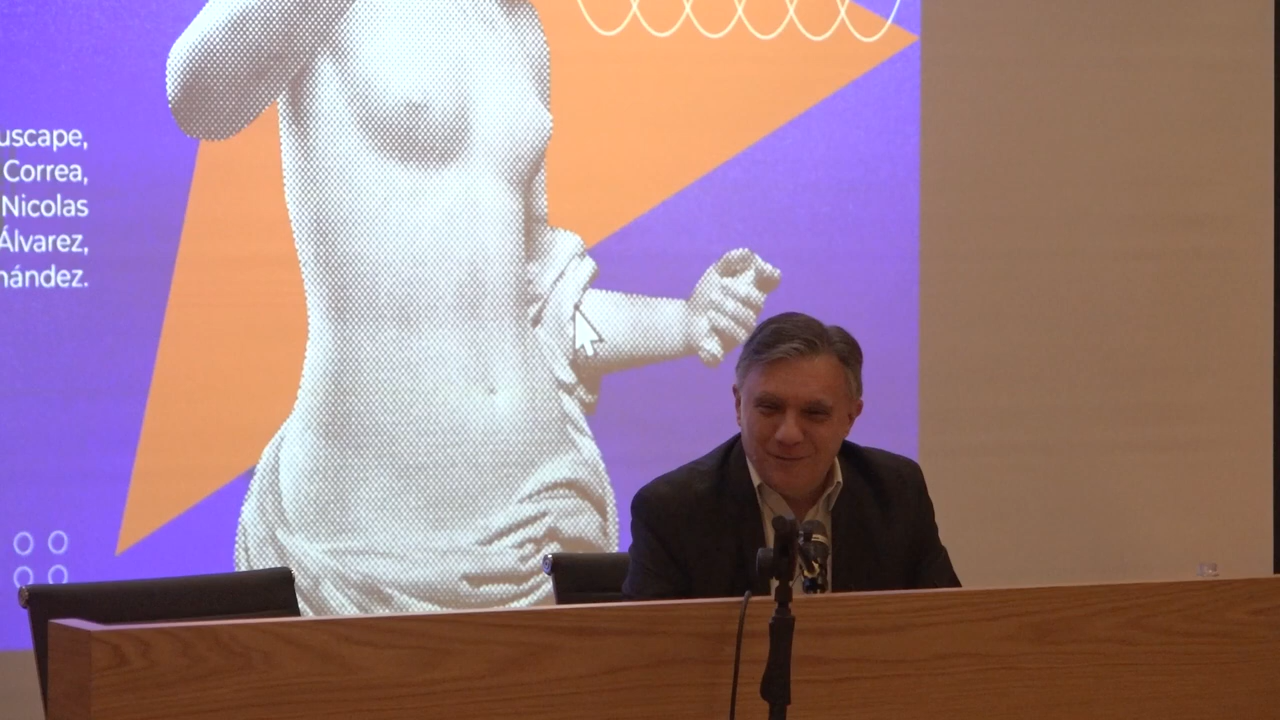 uscape,
Correa,
Nicolas
Álvarez,
nández.